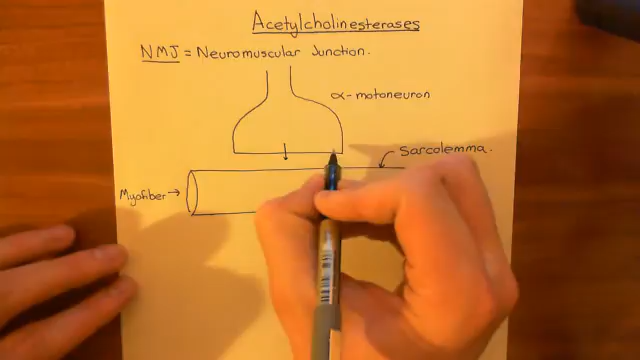 Acetylcholinesterases
NMJ = Neuromuscular Junction.
α-motoneuron
Sarcolemma.
Myofiber